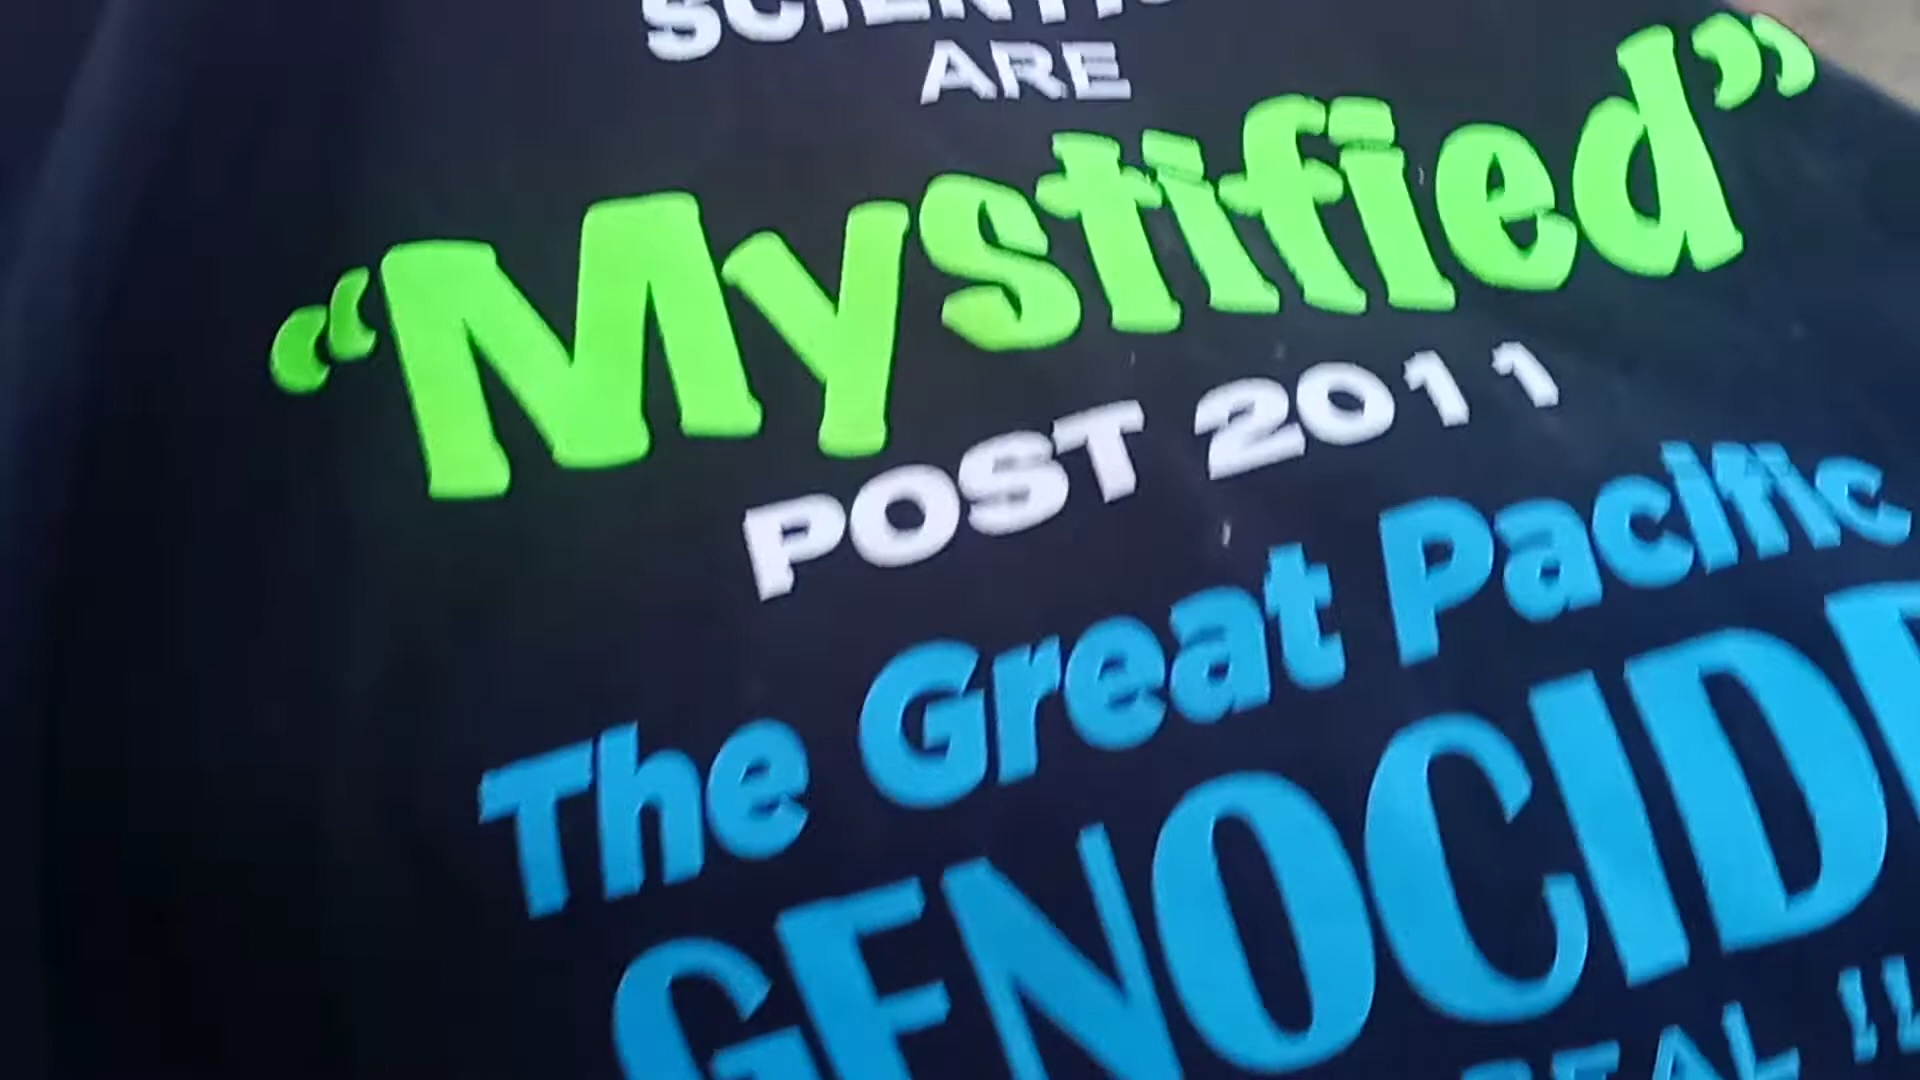 ARE
“Mystified”
POST 2011
The Great Pacific
GENOCIDE